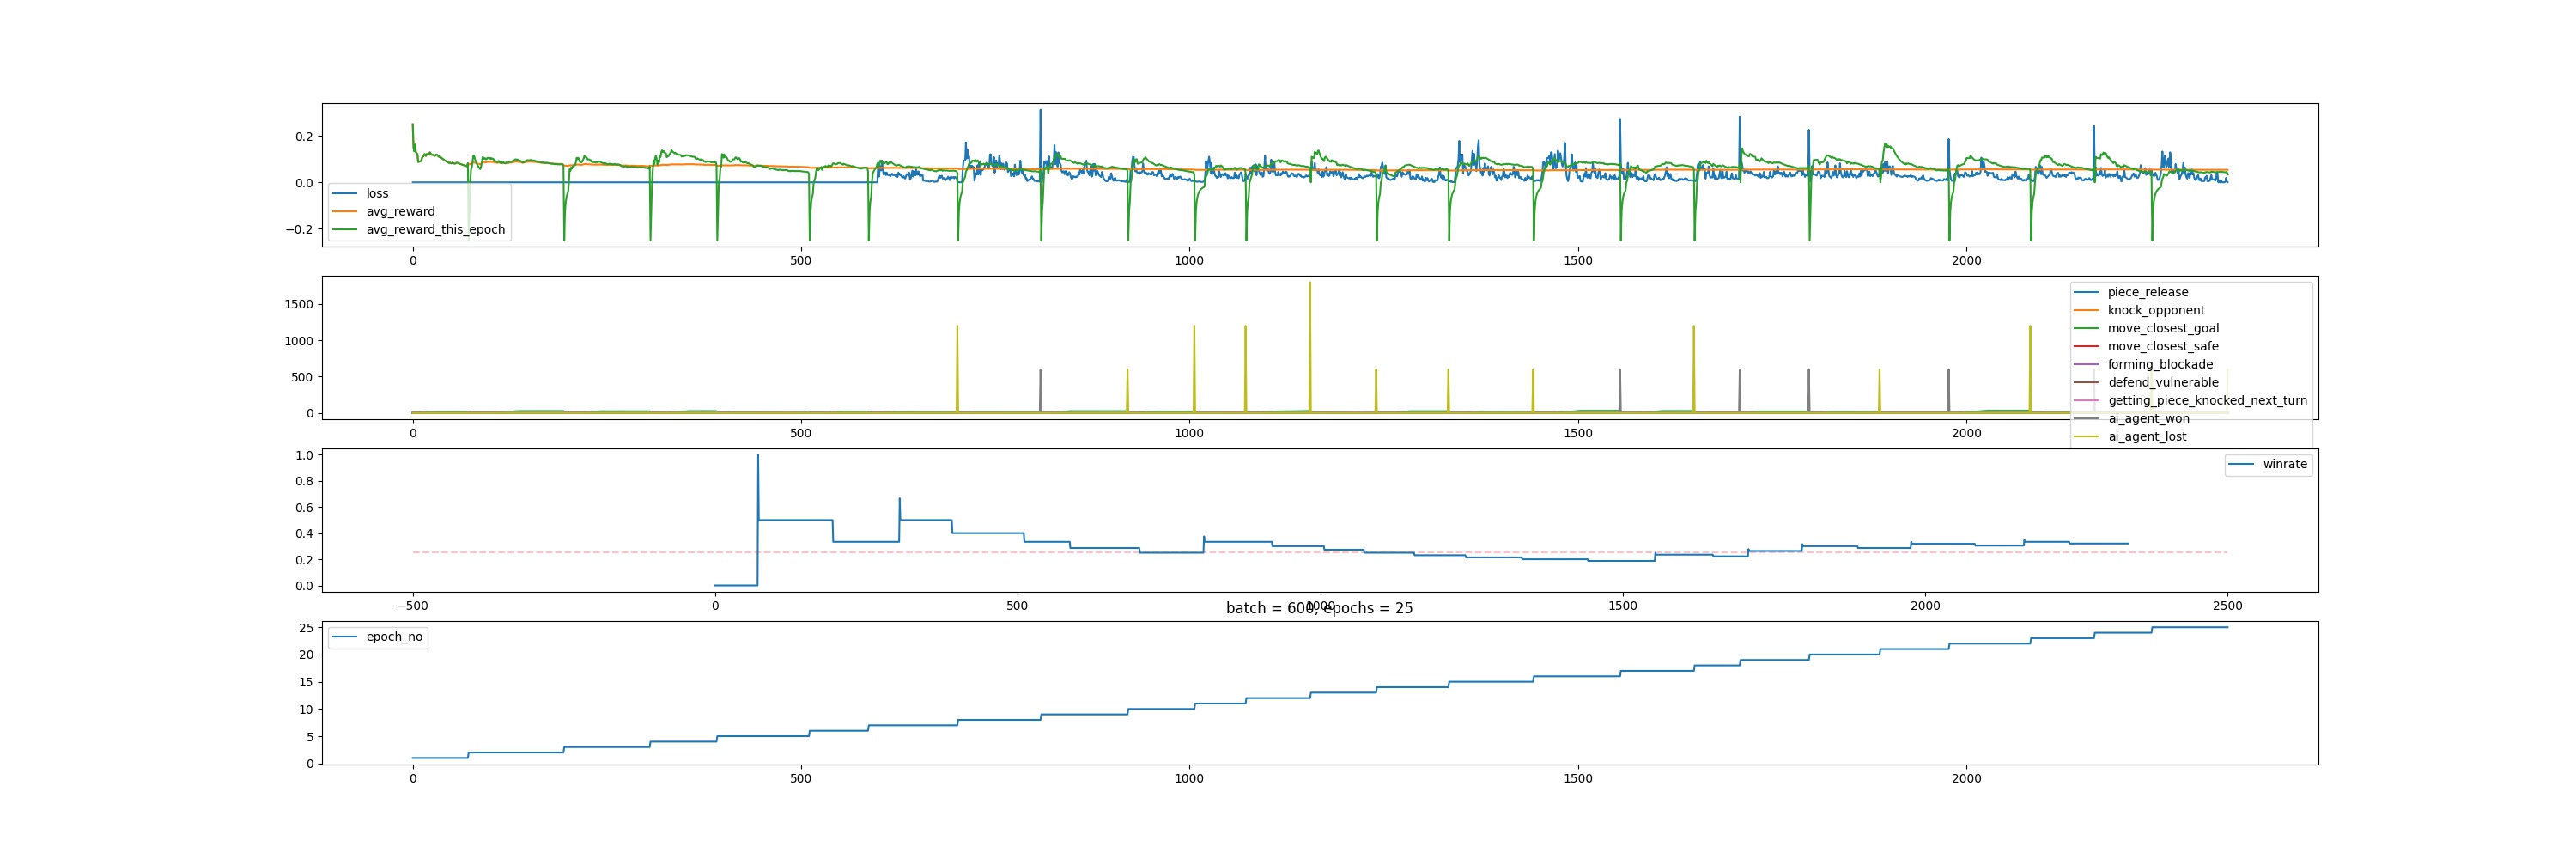 0.2
0.0
−0.2
loss
avg_reward
avg_reward_this_epoch
0 500 1000 1500 2000
1500
1000
500
0
piece_release
knock_opponent
move_closest_goal
move_closest_safe
forming_blockade
defend_vulnerable
getting_piece_knocked_next_turn
ai_agent_won
ai_agent_lost
0 500 1000 1500 2000
1.0
0.8
0.6
0.4
0.2
0.0
winrate
−500 0 500 1000 1500 2000 2500
batch = 600, epochs = 25
25
20
15
10
5
0
epoch_no
0 500 1000 1500 2000